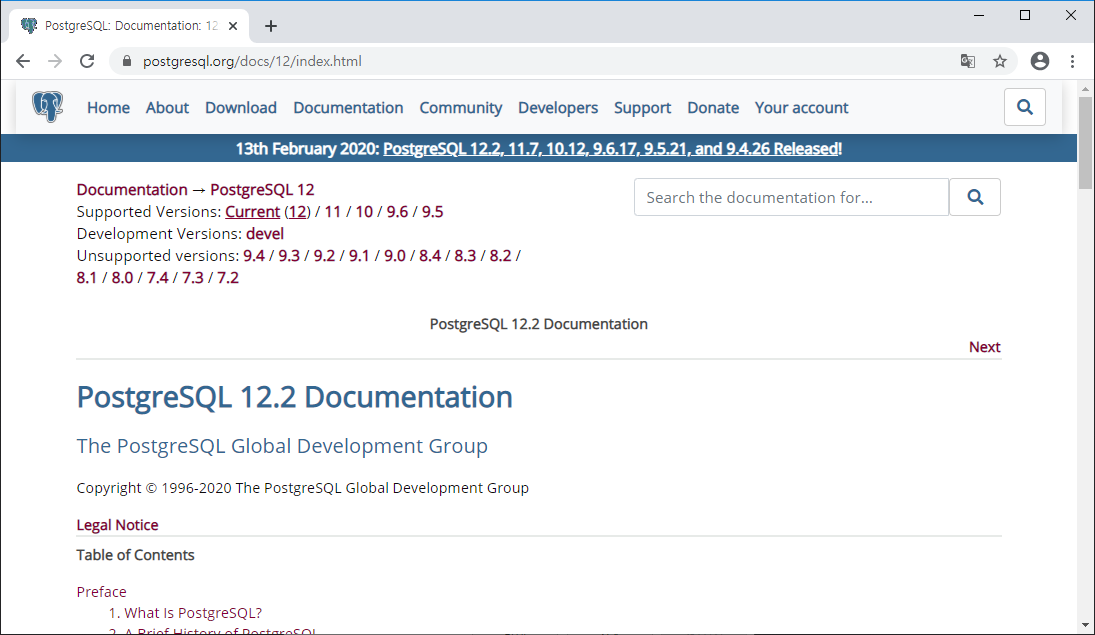 PostgreSQL: Documentation: 12
postgresql.org/docs/12/index.html
Home About Download Documentation Community Developers Support Donate Your account
13th February 2020: PostgreSQL 12.2, 11.7, 10.12, 9.6.17, 9.5.21, and 9.4.26 Released!
Documentation → PostgreSQL 12
Search the documentation for...
Supported Versions: Current (12) / 11 / 10 / 9.6 / 9.5
Development Versions: devel
Unsupported versions: 9.4 / 9.3 / 9.2 / 9.1 / 9.0 / 8.4 / 8.3 / 8.2 /
8.1 / 8.0 / 7.4 / 7.3 / 7.2
PostgreSQL 12.2 Documentation
Next
PostgreSQL 12.2 Documentation
The PostgreSQL Global Development Group
Copyright © 1996-2020 The PostgreSQL Global Development Group
Legal Notice
Table of Contents
Preface
1. What Is PostgreSQL?
2. A Brief History of PostgreSQL